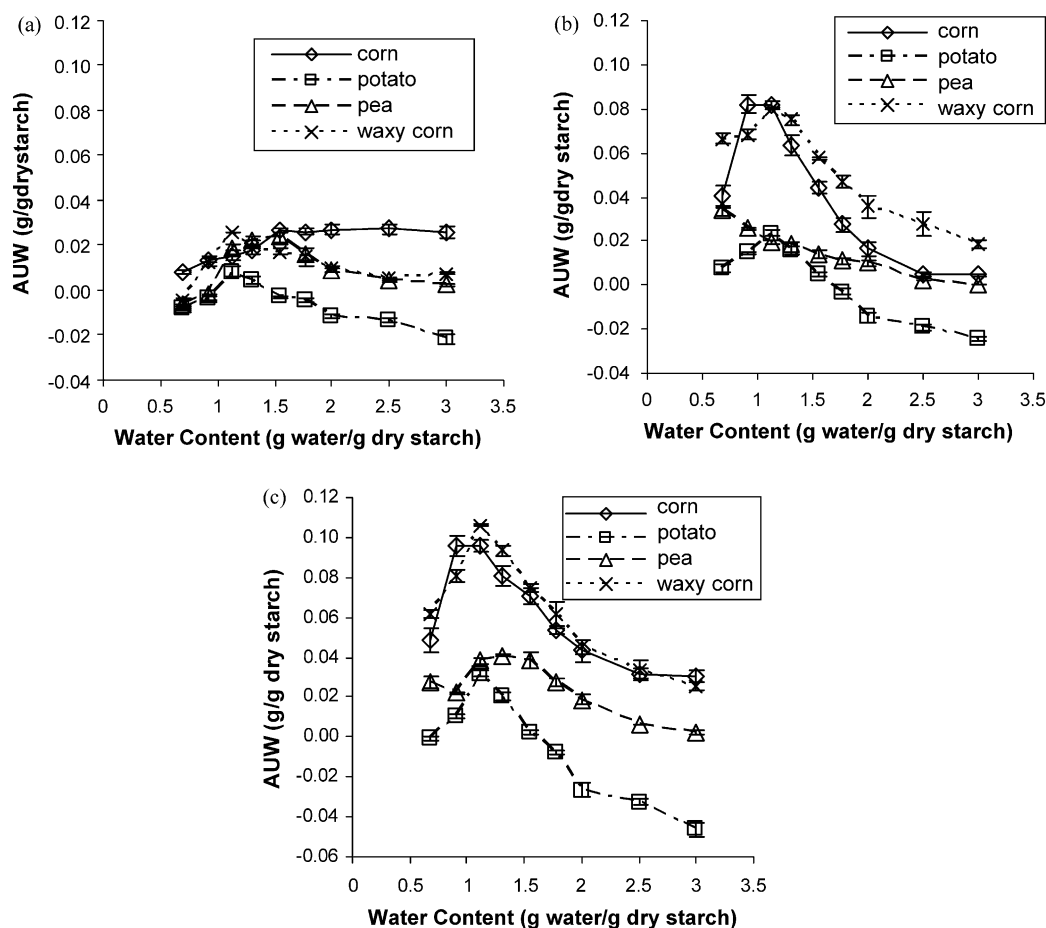 (a)
0.12
0.10
0.08
0.06
0.04
0.02
0.00
-0.02
-0.04
AUW (g/gdrystarch)
corn
potato
pea
waxy corn
0 0.5 1 1.5 2 2.5 3 3.5
Water Content (g water/g dry starch)
(b)
0.12
0.10
0.08
0.06
0.04
0.02
0.00
-0.02
-0.04
AUW (g/gdry starch)
corn
potato
pea
waxy corn
0 0.5 1 1.5 2 2.5 3 3.5
Water Content (g water/g dry starch)
(c)
0.12
0.10
0.08
0.06
0.04
0.02
0.00
-0.02
-0.04
-0.06
AUW (g/g dry starch)
corn
potato
pea
waxy corn
0 0.5 1 1.5 2 2.5 3 3.5
Water Content (g water/g dry starch)